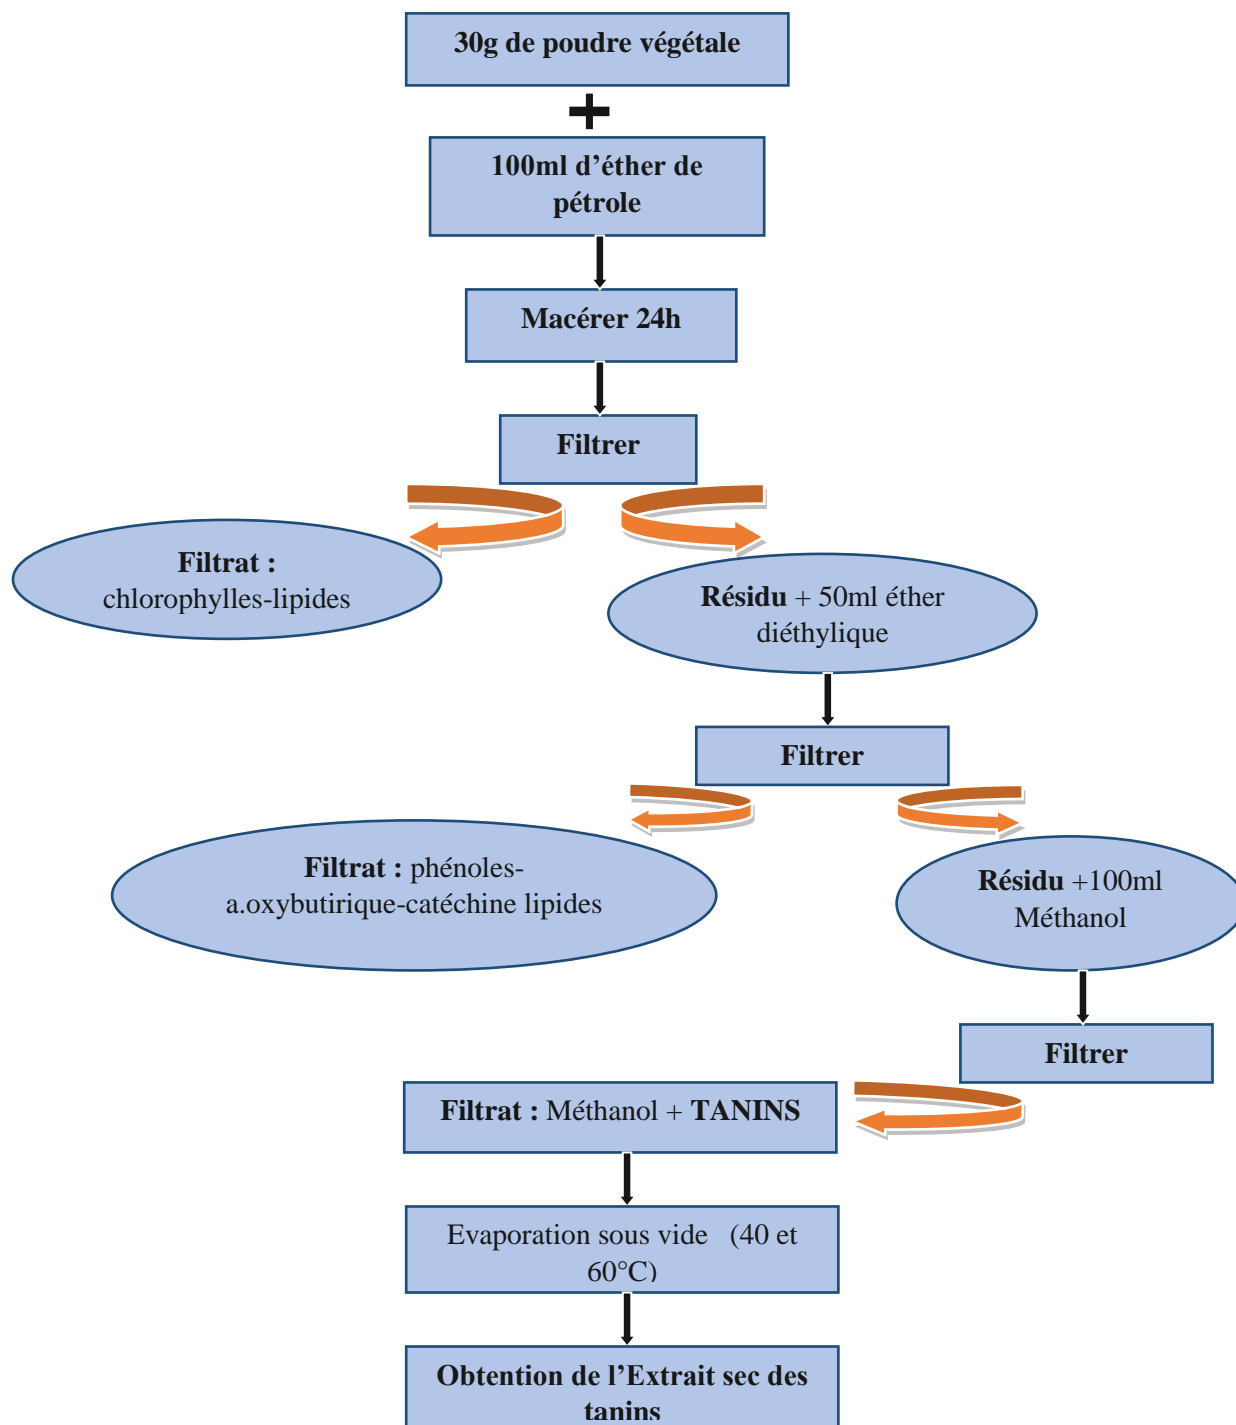 30g de poudre végétale
100ml d’éther de
pétrole
Macérer 24h
Filtrer
Filtrat :
chlorophylles-lipides
Résidu + 50ml éther
diéthylique
Filtrer
Filtrat : phénoles-
a.oxybutirique-catéchine lipides
Résidu +100ml
Méthanol
Filtrer
Filtrat : Méthanol + TANINS
Evaporation sous vide (40 et
60°C)
Obtention de l’Extrait sec des
tanins